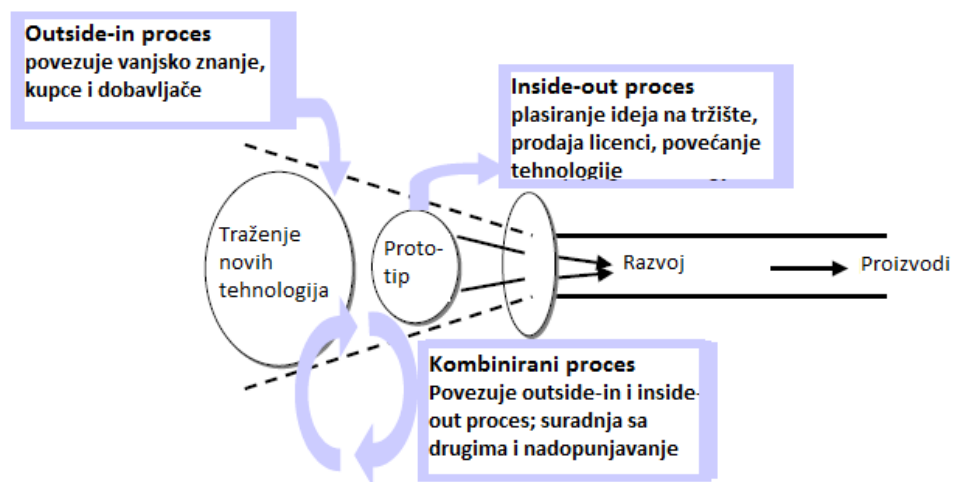 Outside-in proces
povezuje vanjsko znanje,
kupce i dobavljače
Inside-out proces
plasiranje ideja na tržište,
prodaja licenci, povećanje
tehnologije
Traženje
novih
tehnologija
Proto-
tip
Razvoj
Proizvodi
Kombinirani proces
Povezuje outside-in i inside-
out proces; suradnja sa
drugima i nadopunjavanje